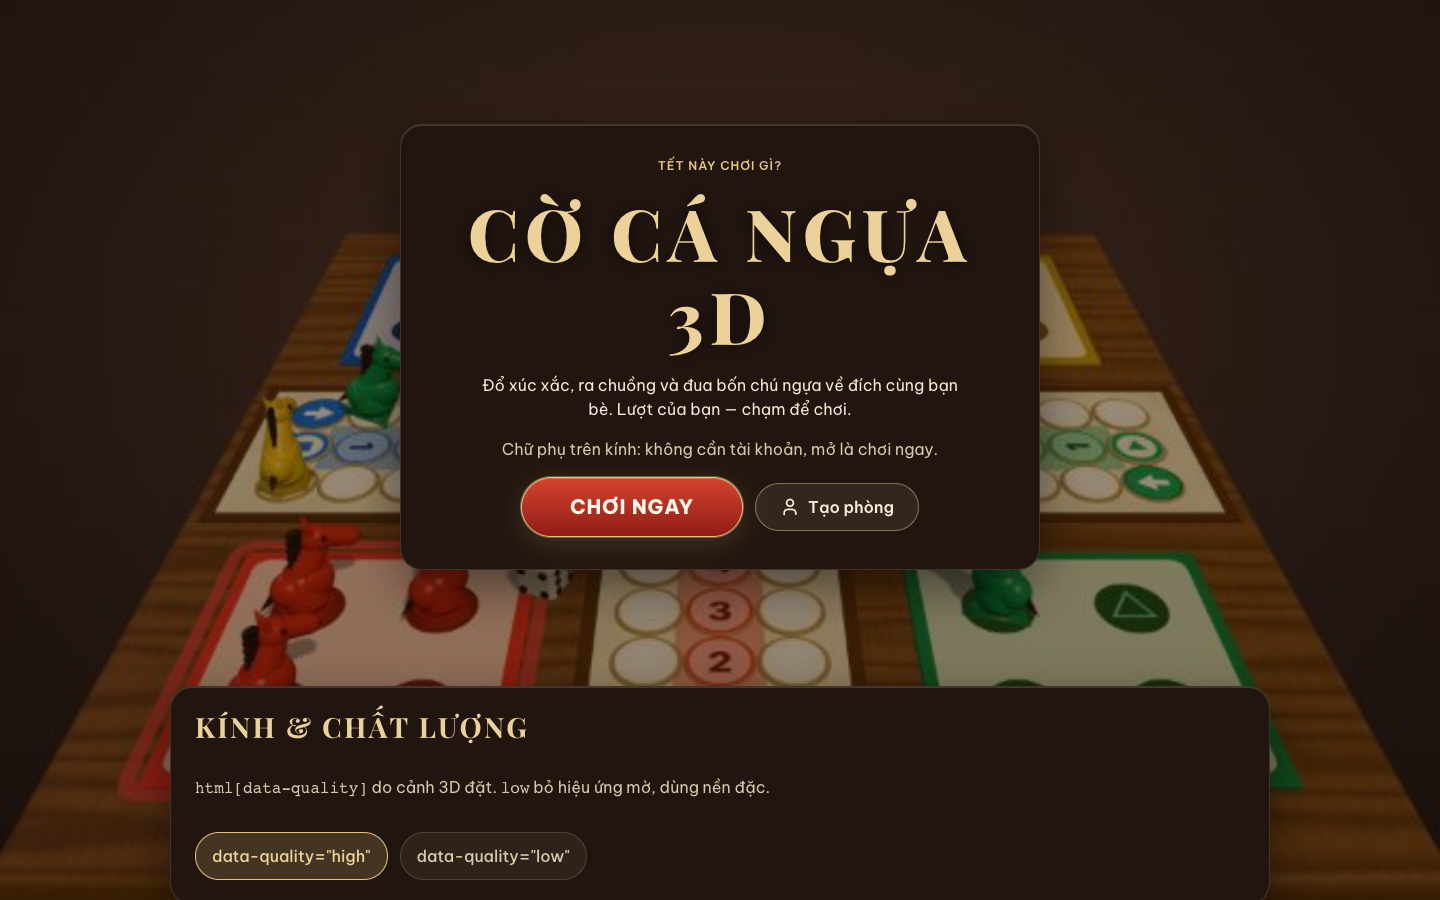 TẾT NÀY CHƠI GÌ?
CỜ CÁ NGỰA
3D
Đổ xúc xắc, ra chuồng và đua bốn chú ngựa về đích cùng bạn
bè. Lượt của bạn — chạm để chơi.
Chữ phụ trên kính: không cần tài khoản, mở là chơi ngay.
CHƠI NGAY
Tạo phòng
1
1
3
2
KÍNH & CHẤT LƯỢNG
html[data-quality] do cảnh 3D đặt. low bỏ hiệu ứng mờ, dùng nền đặc.
data-quality="high"
data-quality="low"